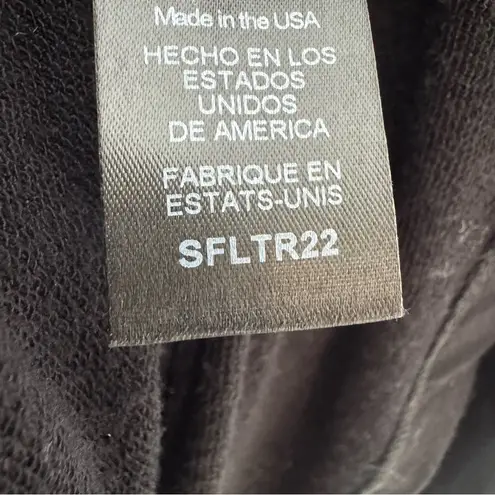 Made in the USA
HECHO EN LOS
ESTADOS
UNIDOS
DE AMERICA
FABRIQUE EN
ESTATS-UNIS
SFLTR22